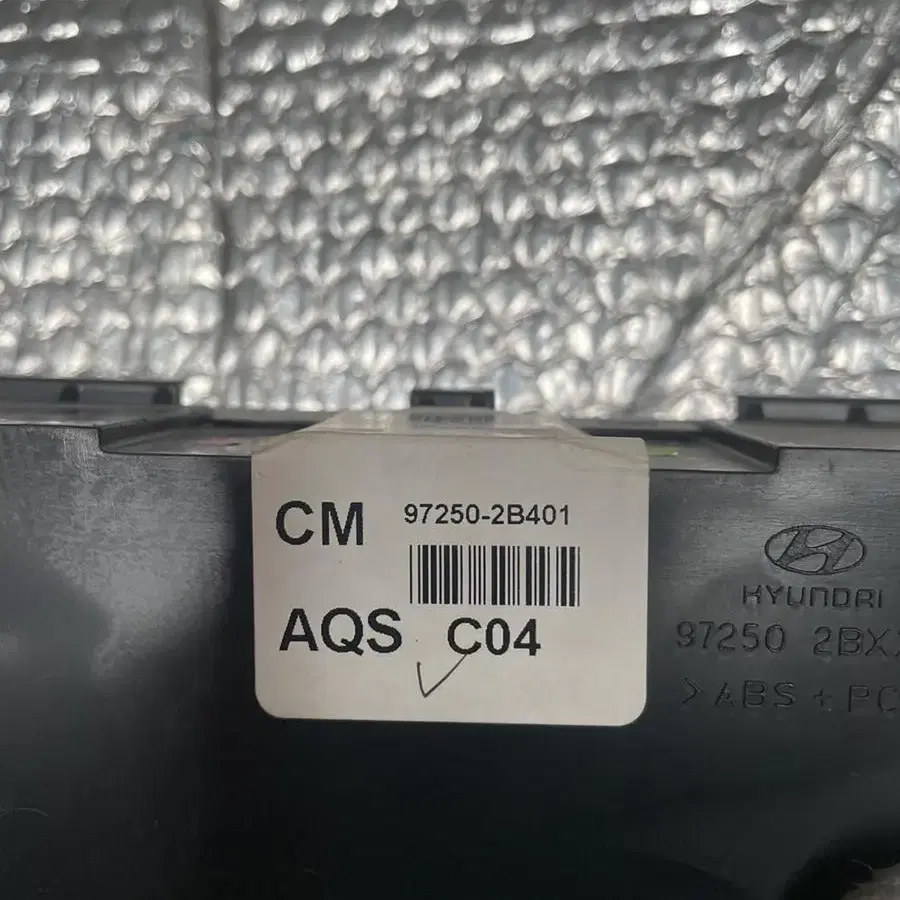 CM 97250-2B401
AQS C04
HYUNDAI
97250 2BX
>ABS + PC